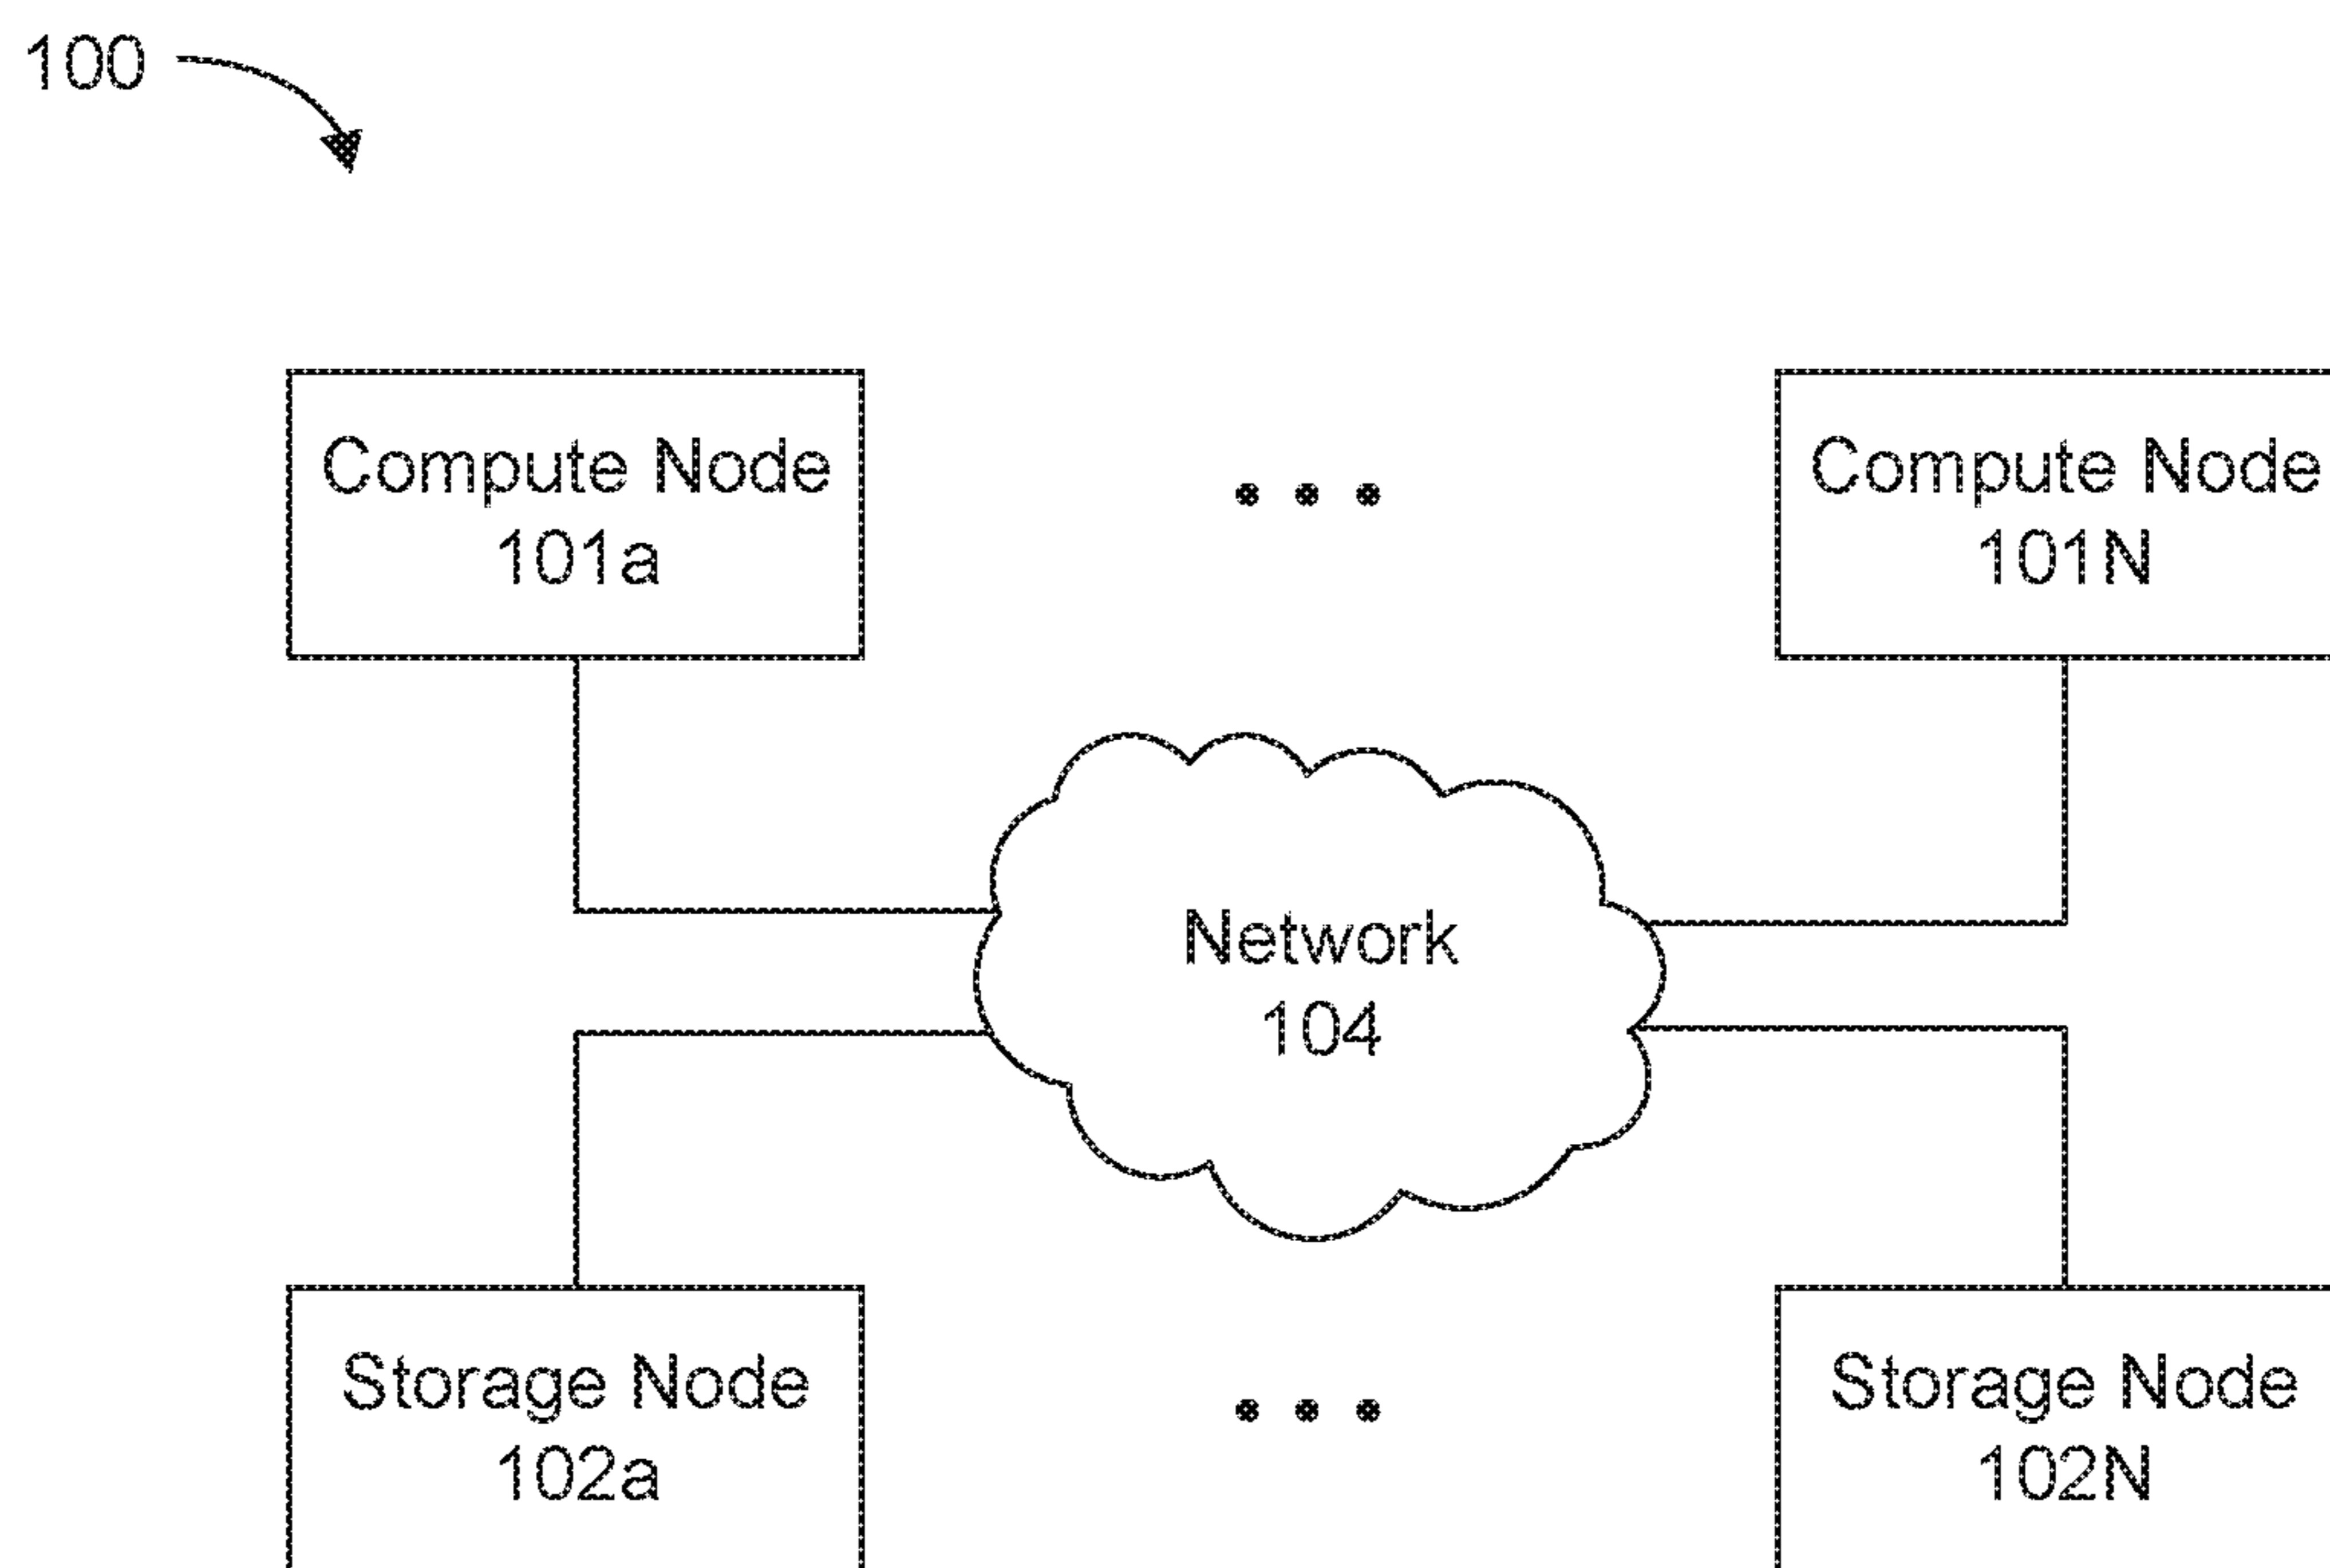 100
Compute Node
101a
• • •
Compute Node
101N
Network
104
Storage Node
102a
• • •
Storage Node
102N